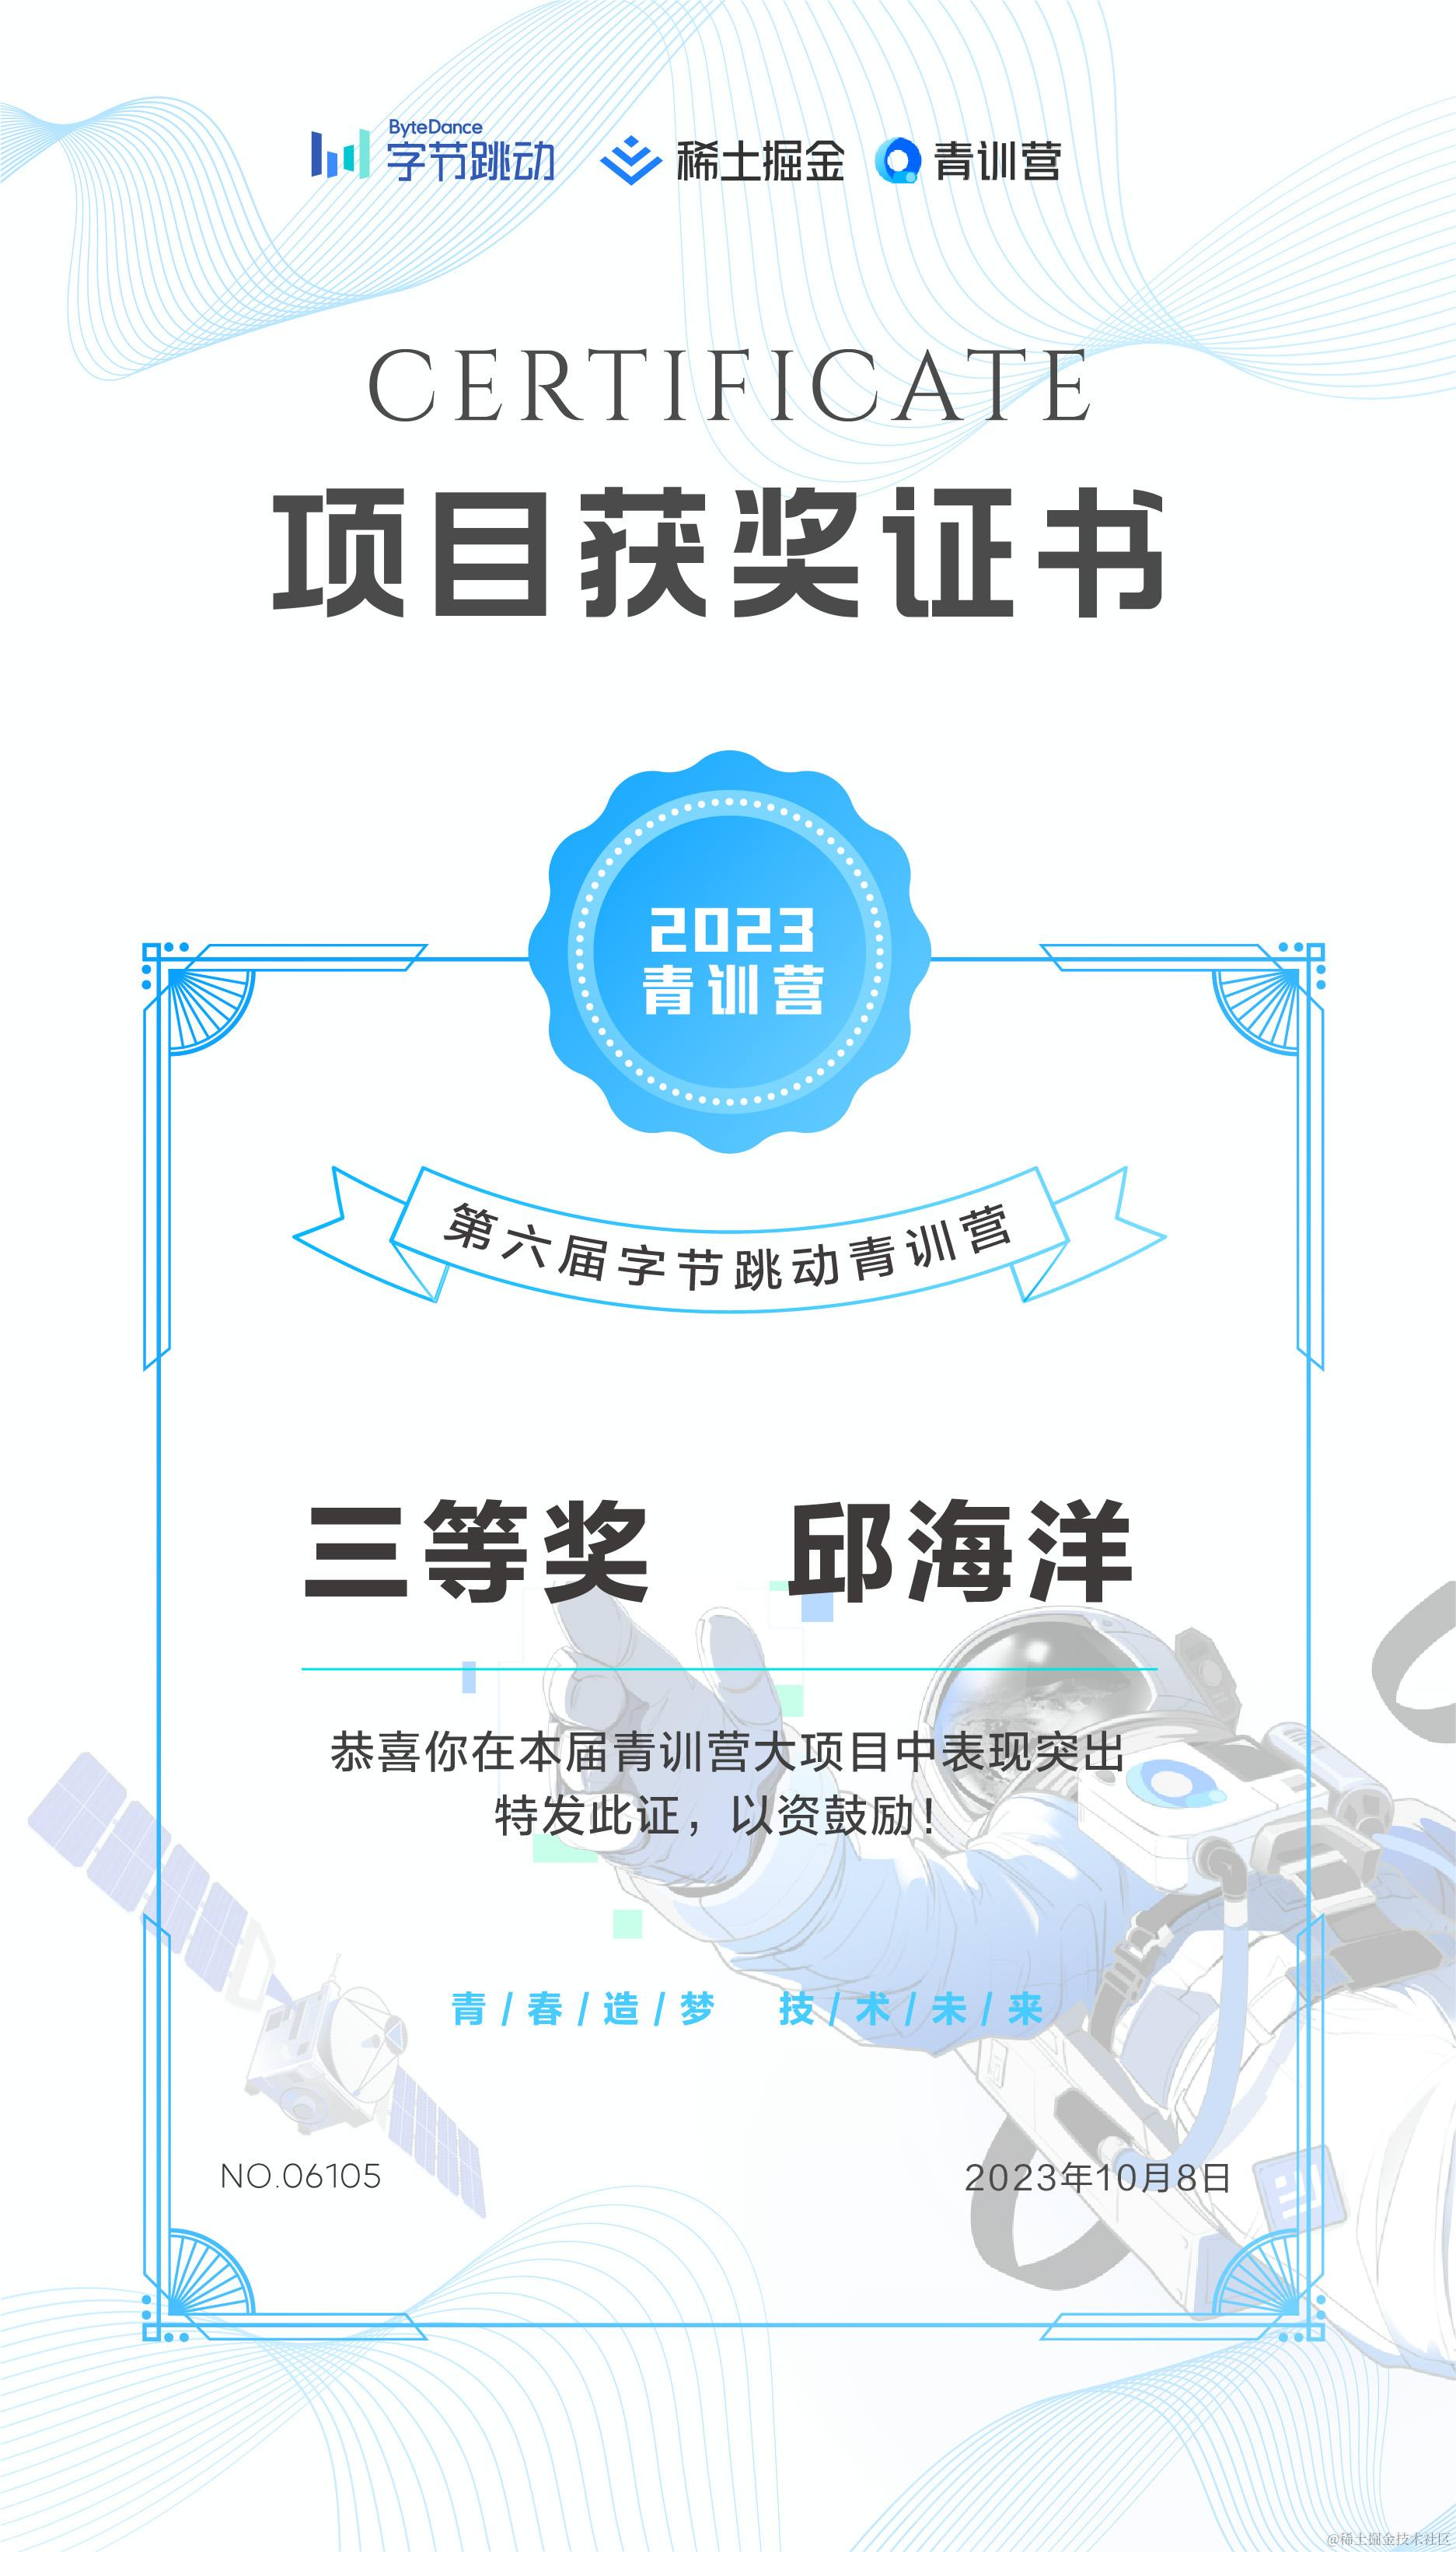 ByteDance
字节跳动 稀土掘金 青训营
CERTIFICATE
项目获奖证书
2023
青训营
第六届字节跳动青训营
三等奖 邱海洋
恭喜你在本届青训营大项目中表现突出
特发此证，以资鼓励！
青/春/造/梦 技/术/未/来
NO.06105 2023年10月8日
@稀土掘金技术社区